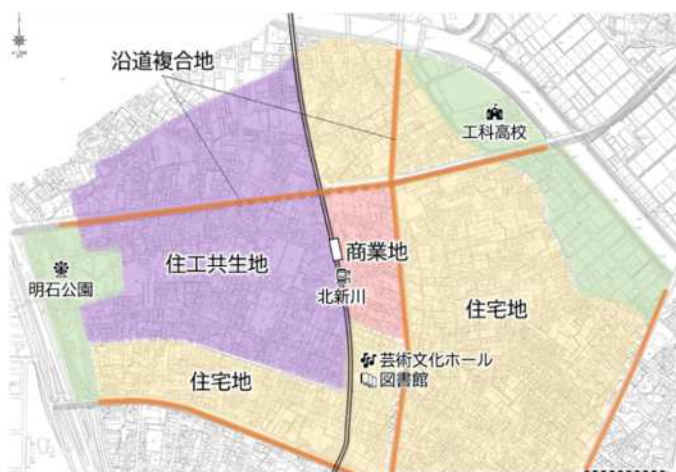 沿道複合地
工科高校
商業地
住工共生地
明石公園
北新川
住宅地
芸術文化ホール
図書館
住宅地